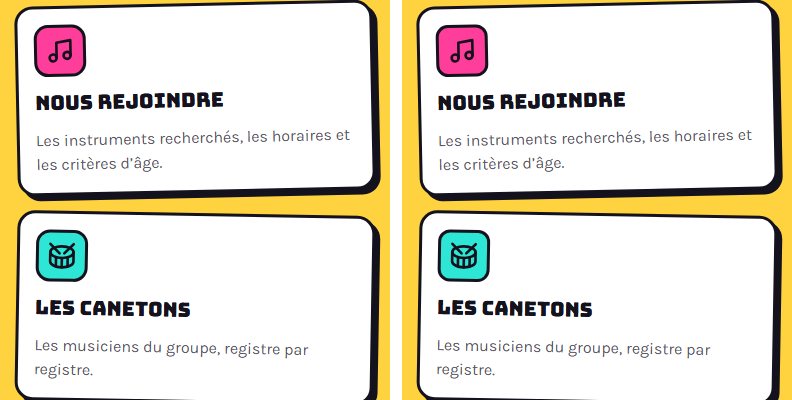 NOUS REJOINDRE
Les instruments recherchés, les horaires et
les critères d'âge.
LES CANETONS
Les musiciens du groupe, registre par
registre.
NOUS REJOINDRE
Les instruments recherchés, les horaires et
les critères d'âge.
LES CANETONS
Les musiciens du groupe, registre par
registre.